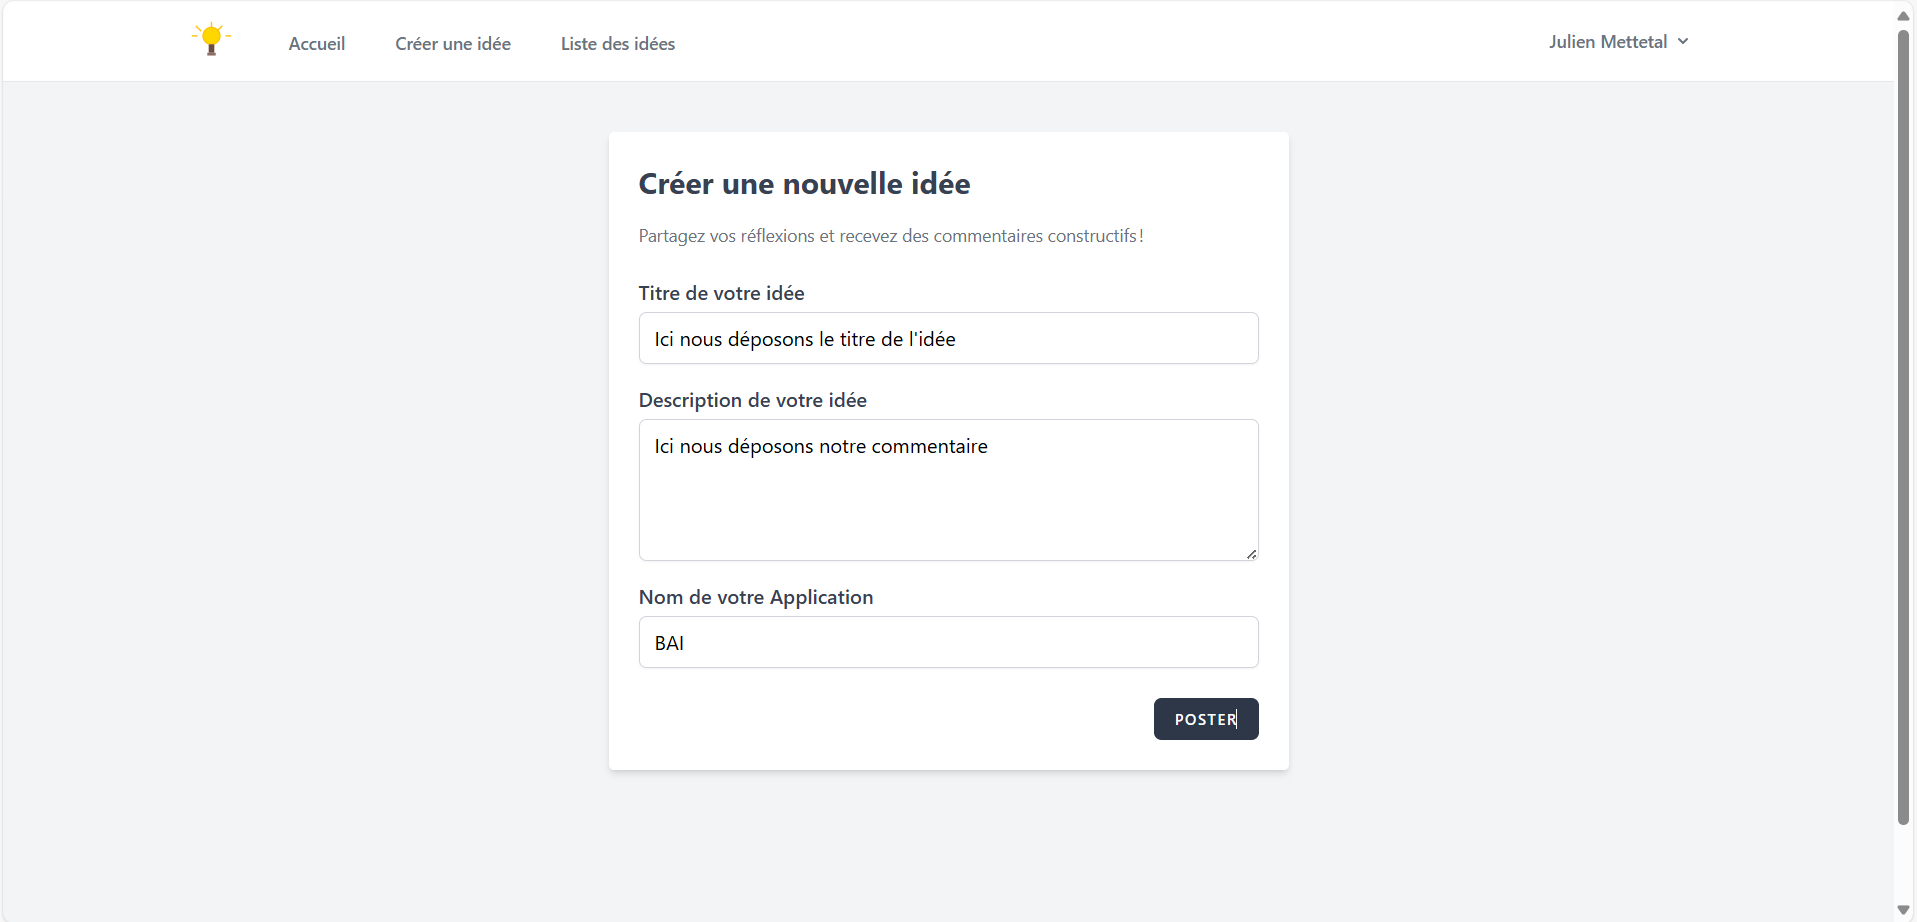 Accueil
Créer une idée
Liste des idées
Julien Mettetal
Créer une nouvelle idée
Partagez vos réflexions et recevez des commentaires constructifs !
Titre de votre idée
Ici nous déposons le titre de l'idée
Description de votre idée
Ici nous déposons notre commentaire
Nom de votre Application
BAI
POSTER